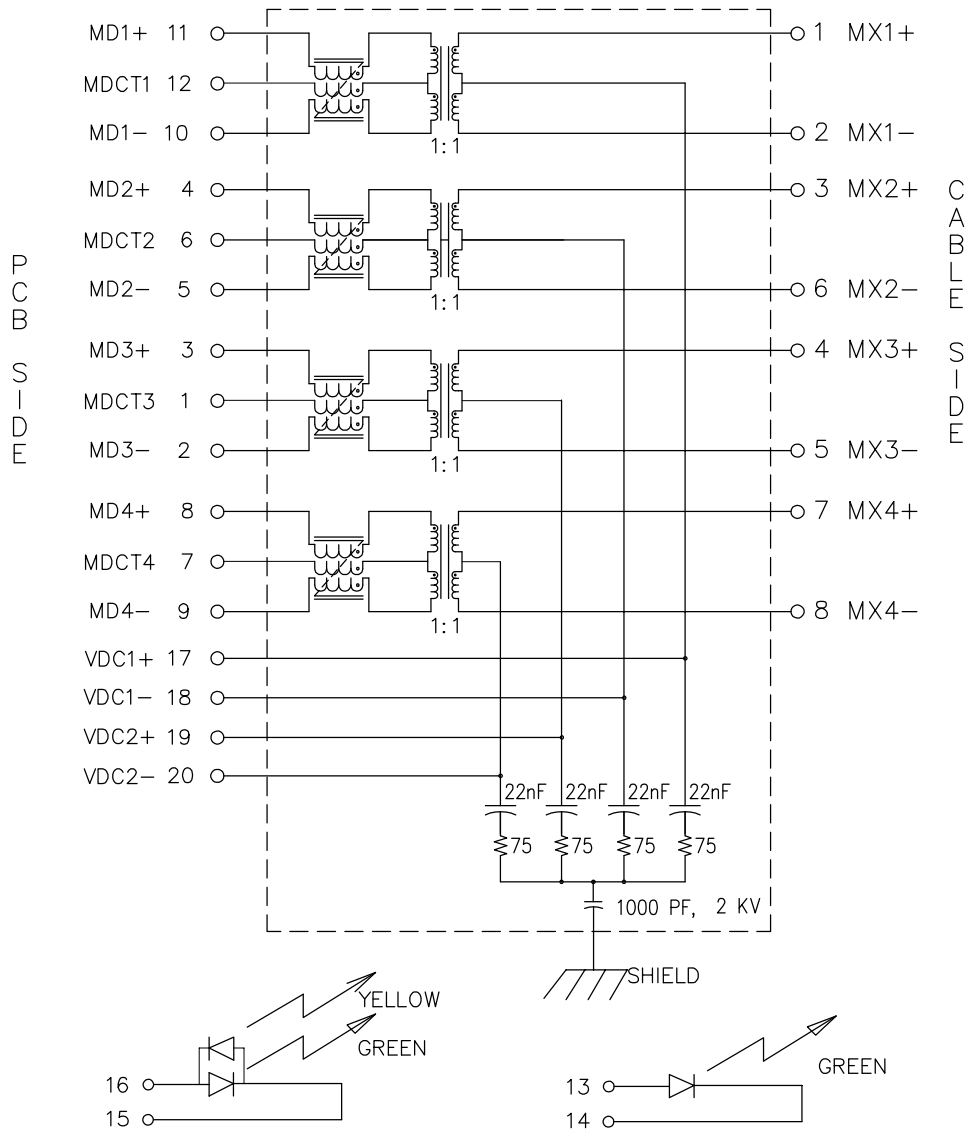 MD1+ 11
1 MX1+
MDCT1 12
MD1- 10
2 MX1-
1:1
MD2+ 4
3 MX2+
MDCT2 6
MD2- 5
6 MX2-
1:1
PCB SIDE
CABLE SIDE
MD3+ 3
4 MX3+
MDCT3 1
MD3- 2
5 MX3-
1:1
MD4+ 8
7 MX4+
MDCT4 7
MD4- 9
8 MX4-
1:1
VDC1+ 17
VDC1- 18
VDC2+ 19
VDC2- 20
22nF 22nF 22nF 22nF
75 75 75 75
1000 PF, 2 KV
SHIELD
YELLOW
GREEN
16
15
GREEN
13
14